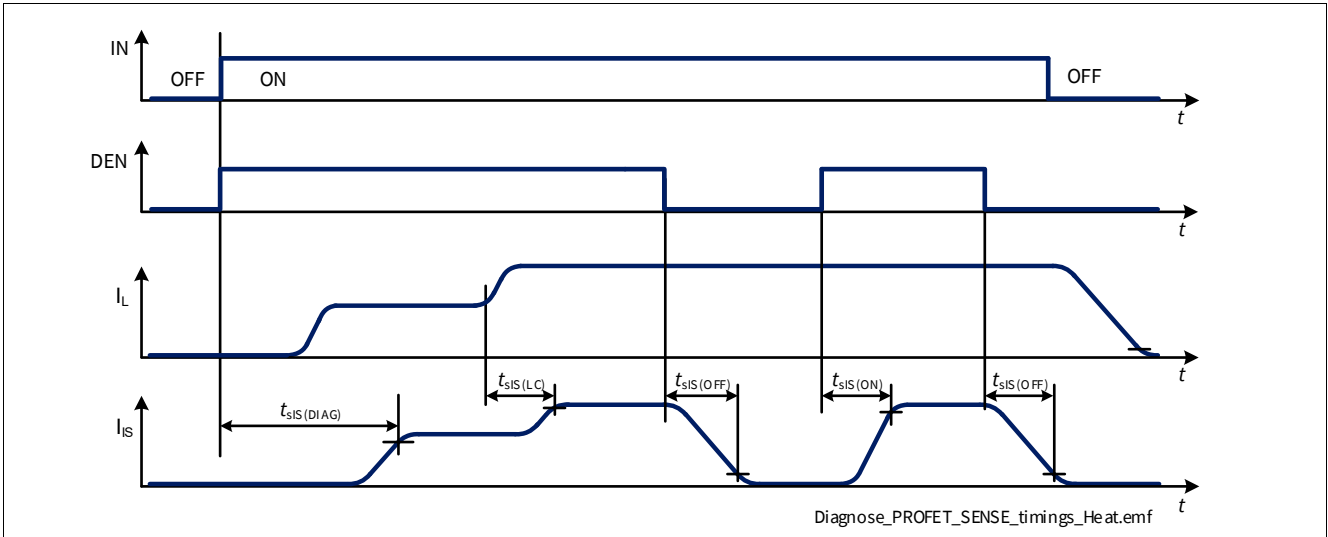 IN
OFF
ON
OFF
t
DEN
t
IL
t
tsIS(DIAG)
tsIS(LC)
tsIS(OFF)
tsIS(ON)
tsIS(OFF)
IIS
t
Diagnose_PROFET_SENSE_timings_Heat.emf